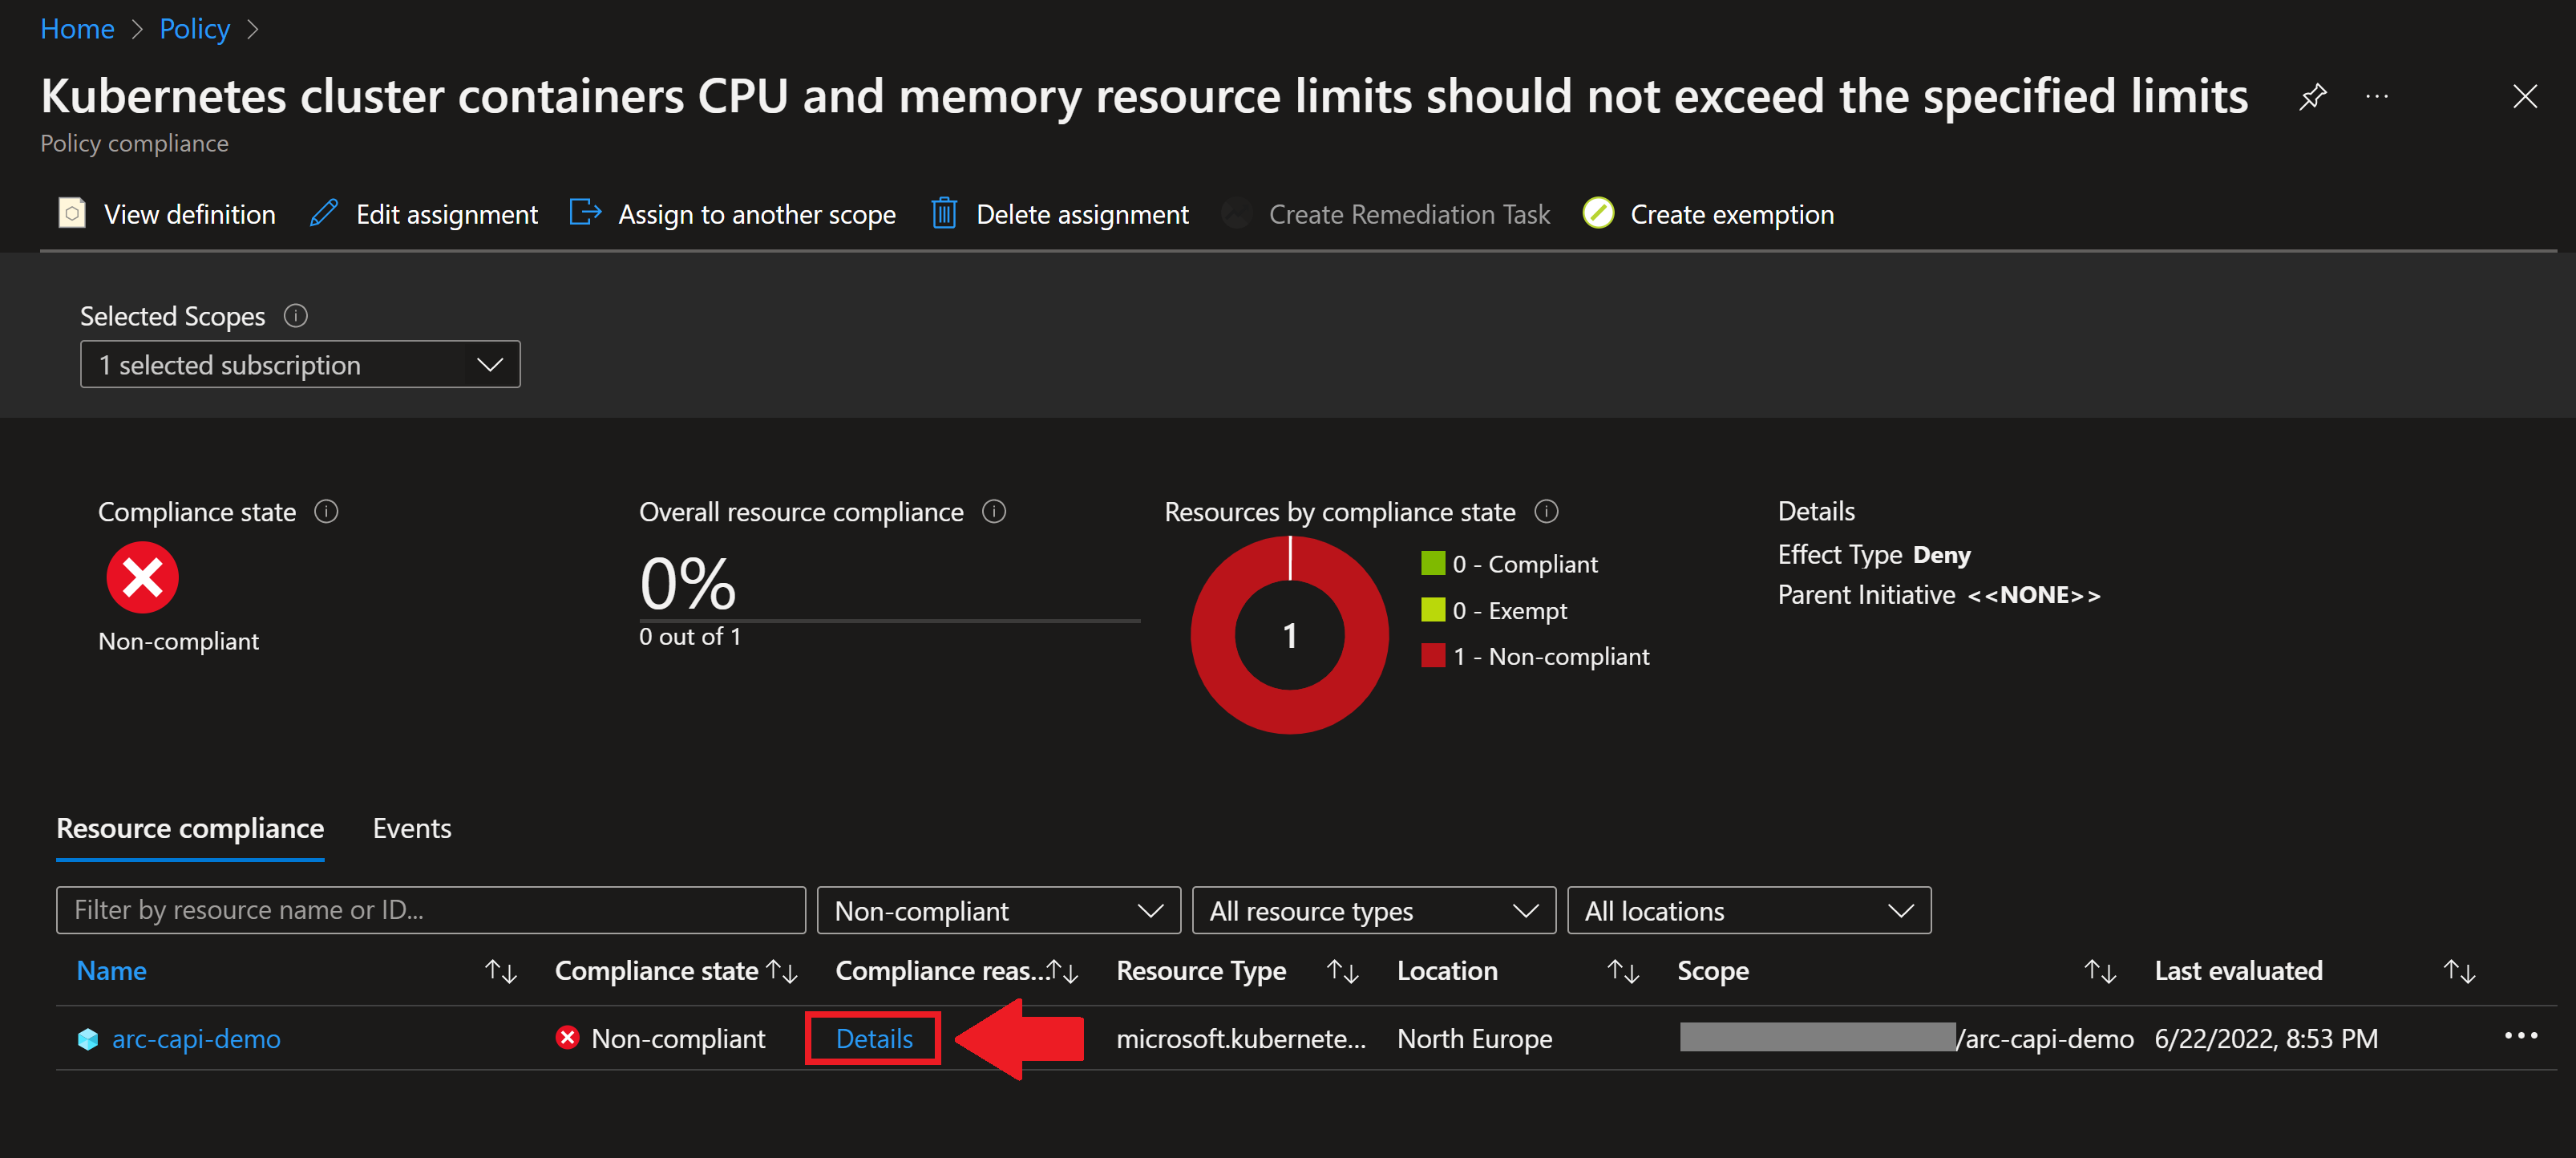 Home > Policy >
Kubernetes cluster containers CPU and memory resource limits should not exceed the specified limits
Policy compliance
View definition Edit assignment Assign to another scope Delete assignment Create Remediation Task Create exemption
Selected Scopes
1 selected subscription
Compliance state
Non-compliant
Overall resource compliance
0%
0 out of 1
Resources by compliance state
1
0 - Compliant
0 - Exempt
1 - Non-compliant
Details
Effect Type Deny
Parent Initiative <<NONE>>
Resource compliance Events
Filter by resource name or ID... Non-compliant All resource types All locations
Name Compliance state Compliance reas... Resource Type Location Scope Last evaluated
arc-capi-demo Non-compliant Details microsoft.kubernete... North Europe /arc-capi-demo 6/22/2022, 8:53 PM